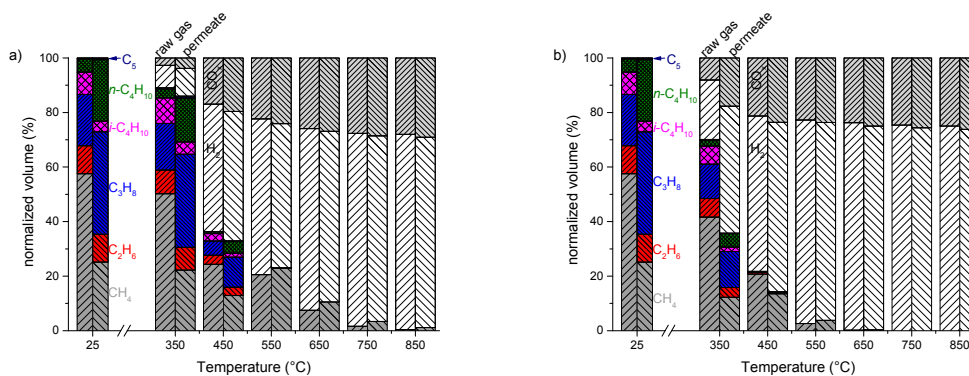 a)
raw gas
permeate
C₅
n-C₄H₁₀
i-C₄H₁₀
C₃H₈
C₂H₆
CH₄
CO
H₂
normalized volume (%)
100
80
60
40
20
0
25
350
450
550
650
750
850
Temperature (°C)
b)
raw gas
permeate
C₅
n-C₄H₁₀
i-C₄H₁₀
C₃H₈
C₂H₆
CH₄
CO
H₂
normalized volume (%)
100
80
60
40
20
0
25
350
450
550
650
750
850
Temperature (°C)